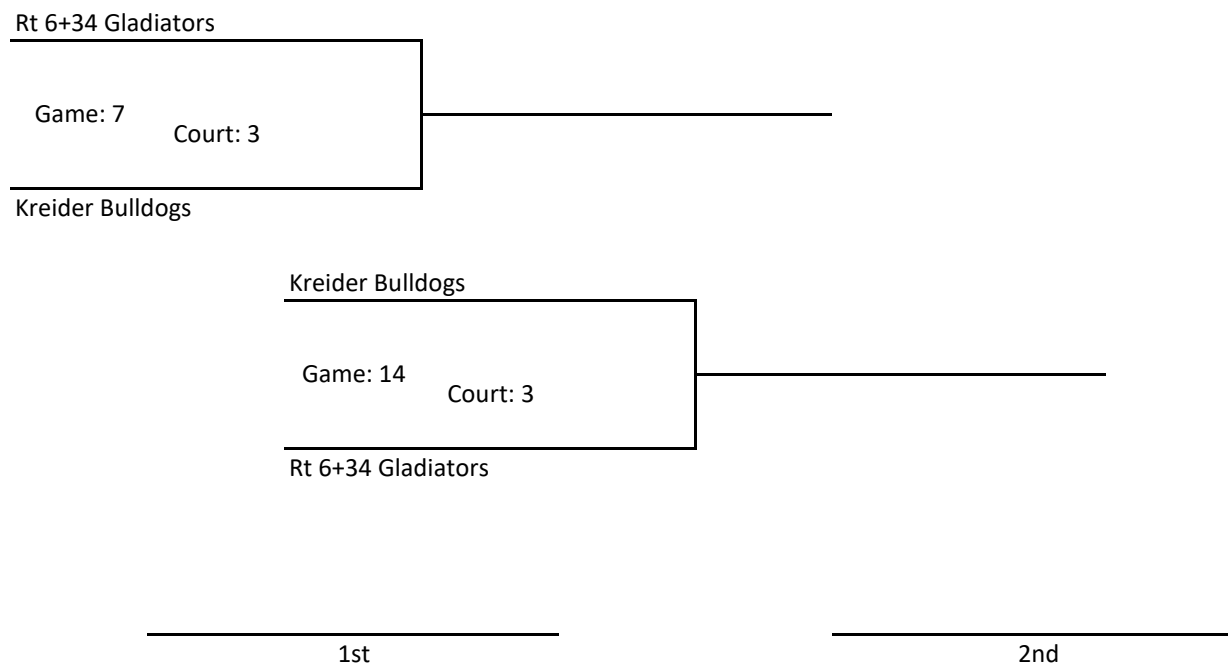 Rt 6+34 Gladiators
Game: 7
Court: 3
Kreider Bulldogs
Kreider Bulldogs
Game: 14
Court: 3
Rt 6+34 Gladiators
1st
2nd